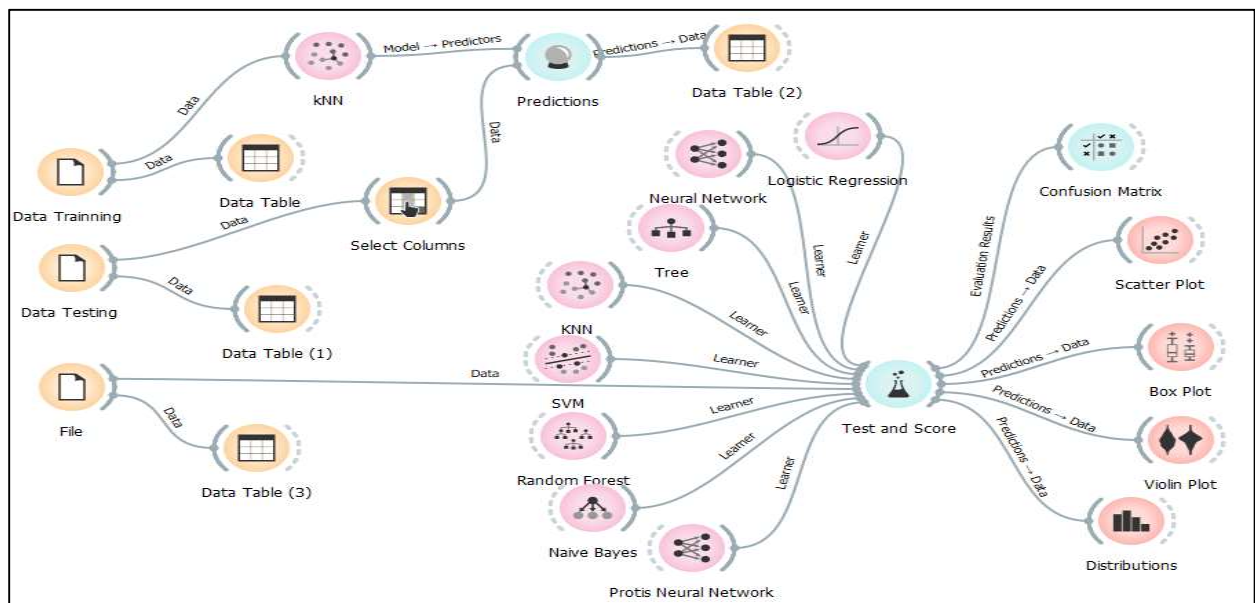 Model → Predictors
Predictions → Data
kNN
Predictions
Data Table (2)
Data
Data
Data
Data Trainning
Data Table
Neural Network
Logistic Regression
Confusion Matrix
Data
Select Columns
Learner
Learner
Evaluation Results
Tree
Scatter Plot
Data Testing
Data
Learner
Predictions → Data
KNN
Learner
Data Table (1)
Learner
Predictions → Data
Box Plot
Data
SVM
Learner
Predictions → Data
File
Data
Test and Score
Random Forest
Learner
Learner
Predictions → Data
Violin Plot
Data Table (3)
Naive Bayes
Distributions
Protis Neural Network